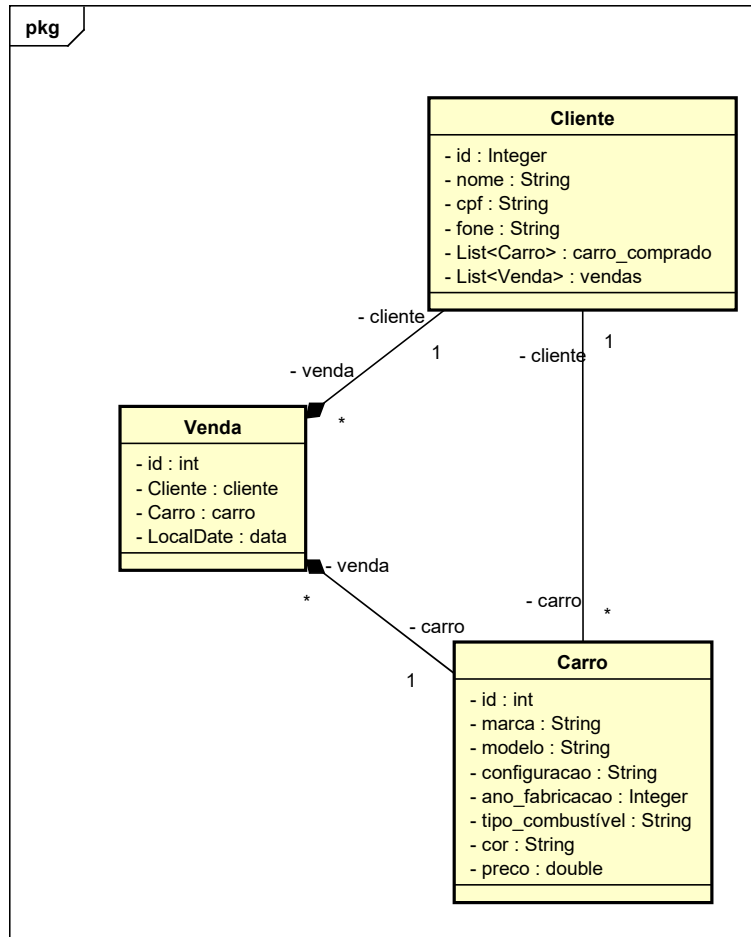 pkg
Cliente
- id : Integer
- nome : String
- cpf : String
- fone : String
- List<Carro> : carro_comprado
- List<Venda> : vendas
- cliente
1
- cliente
1
- venda
*
Venda
- id : int
- Cliente : cliente
- Carro : carro
- LocalDate : data
- venda
*
- carro
1
- carro
*
Carro
- id : int
- marca : String
- modelo : String
- configuracao : String
- ano_fabricacao : Integer
- tipo_combustível : String
- cor : String
- preco : double